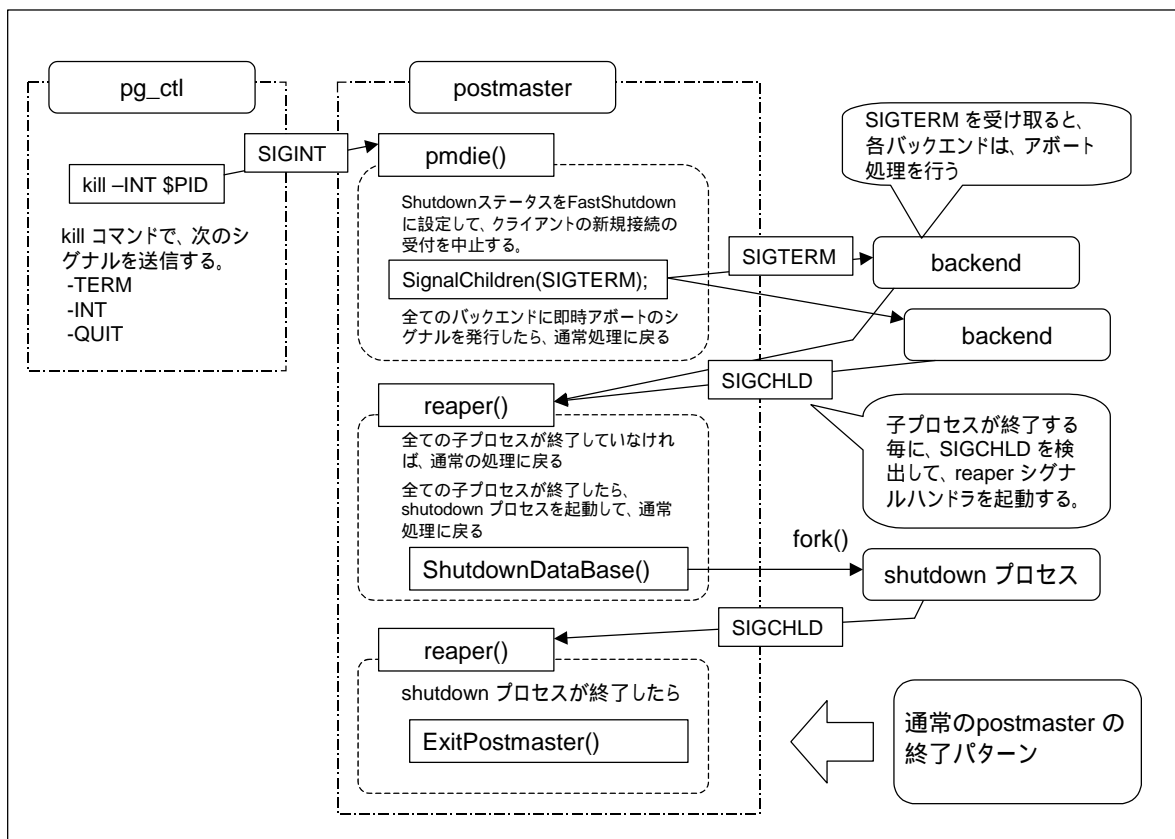 pg_ctl
kill –INT $PID
kill コマンドで、次のシ
グナルを送信する。
-TERM
-INT
-QUIT
SIGINT
postmaster
pmdie()
ShutdownステータスをFastShutdown
に設定して、クライアントの新規接続の
受付を中止する。
SignalChildren(SIGTERM);
全てのバックエンドに即時アボートのシ
グナルを発行したら、通常処理に戻る
SIGTERM
SIGTERM を受け取ると、
各バックエンドは、アボート
処理を行う
backend
backend
SIGCHLD
reaper()
全ての子プロセスが終了していなけれ
ば、通常の処理に戻る
全ての子プロセスが終了したら、
shutodown プロセスを起動して、通常
処理に戻る
ShutdownDataBase()
子プロセスが終了する
毎に、SIGCHLD を検
出して、reaper シグナ
ルハンドラを起動する。
fork()
shutdown プロセス
SIGCHLD
reaper()
shutdown プロセスが終了したら
ExitPostmaster()
通常のpostmaster の
終了パターン